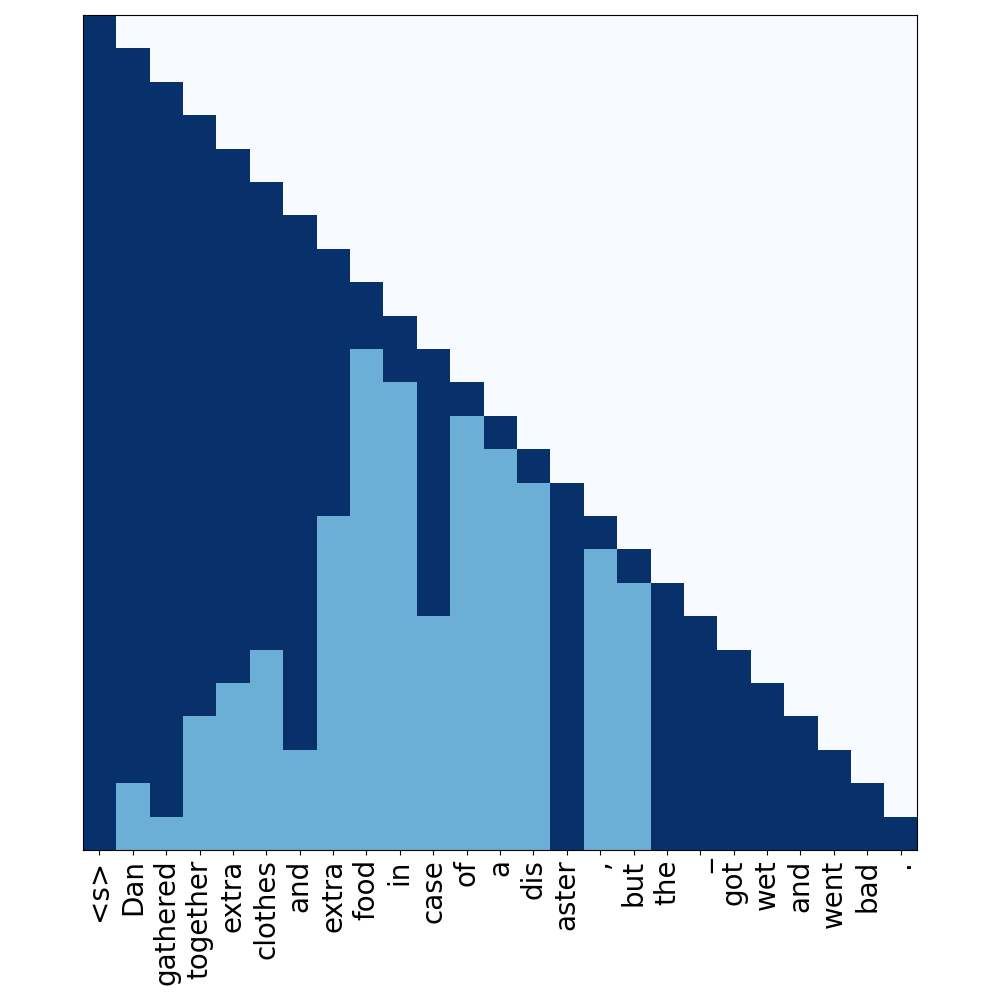 <s> Dan gathered together extra clothes and extra food in case of a dis aster , but the _ got wet and went bad .